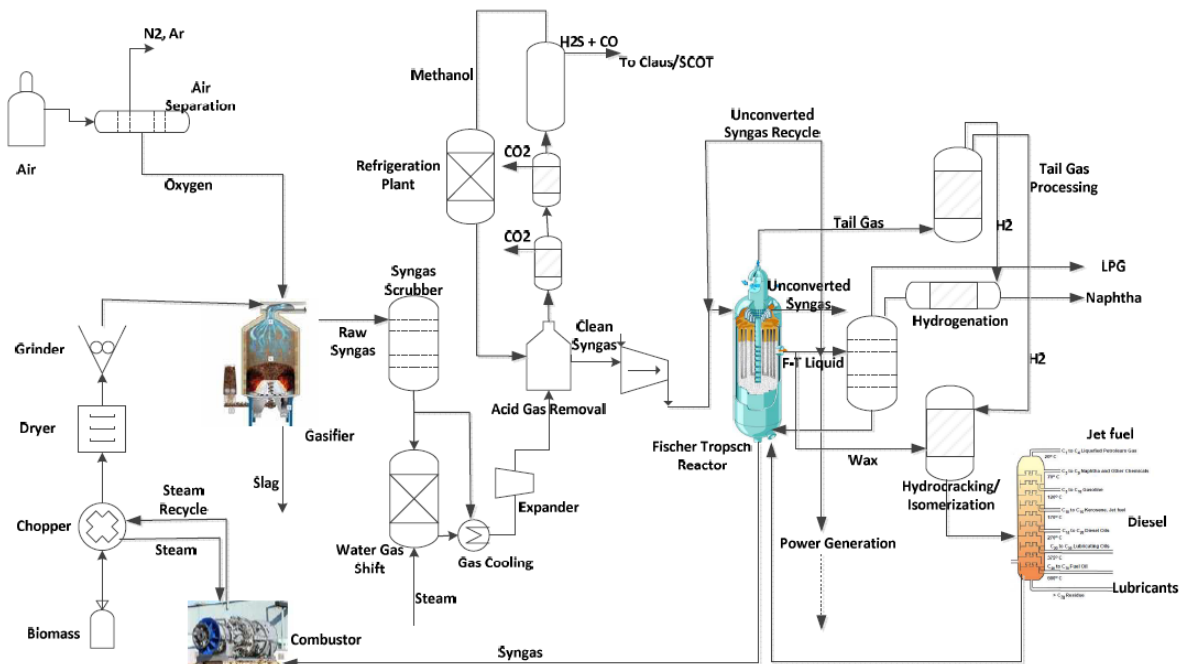 N2, Ar
Air
Separation
Air
Oxygen
Methanol
H2S + CO
To Claus/SCOT
Refrigeration
Plant
CO2
CO2
Unconverted
Syngas Recycle
Tail Gas
Processing
Tail Gas
H2
LPG
Naphtha
Hydrogenation
H2
Unconverted
Syngas
F-T Liquid
Syngas
Scrubber
Raw
Syngas
Clean
Syngas
Acid Gas Removal
Grinder
Dryer
Gasifier
Slag
Chopper
Steam
Recycle
Steam
Biomass
Combustor
Water Gas
Shift
Steam
Gas Cooling
Expander
Fischer Tropsch
Reactor
Wax
Hydrocracking/
Isomerization
Power Generation
Syngas
Jet fuel
Diesel
Lubricants
20° C
70° C